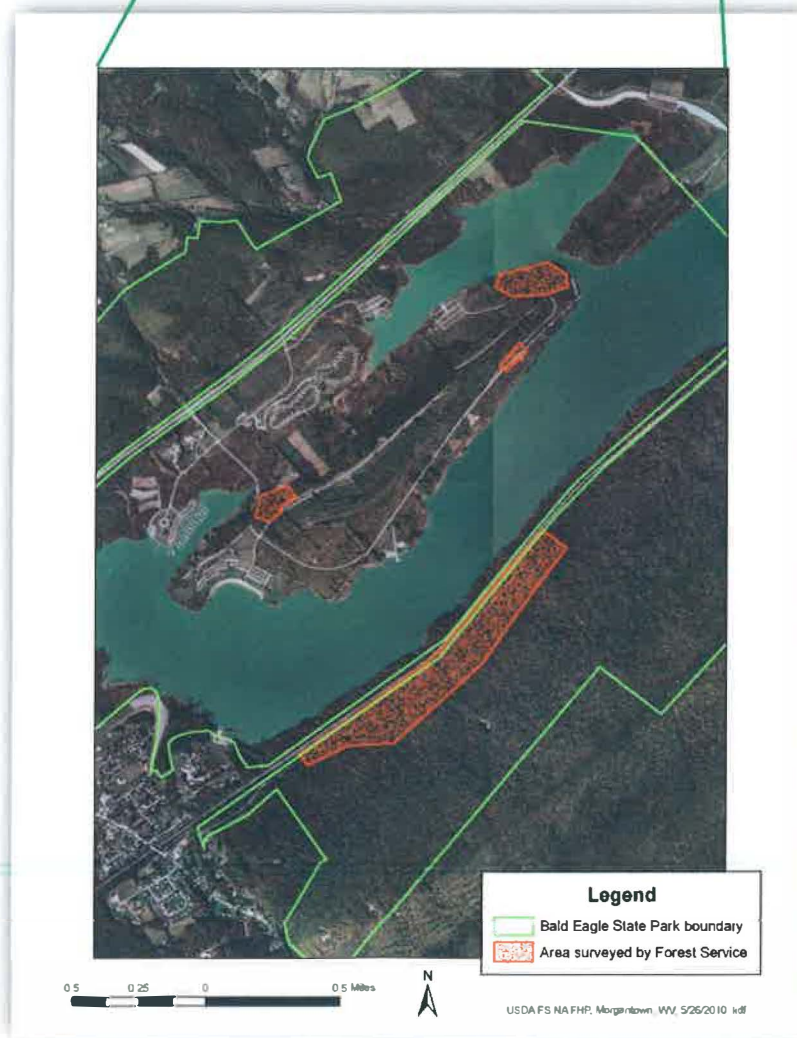 Legend
Bald Eagle State Park boundary
Area surveyed by Forest Service
0 5 0 25 0 0 5 Miles
N
USDA FS NA FHP, Morgantown, WV, 5/26/2010 kdf